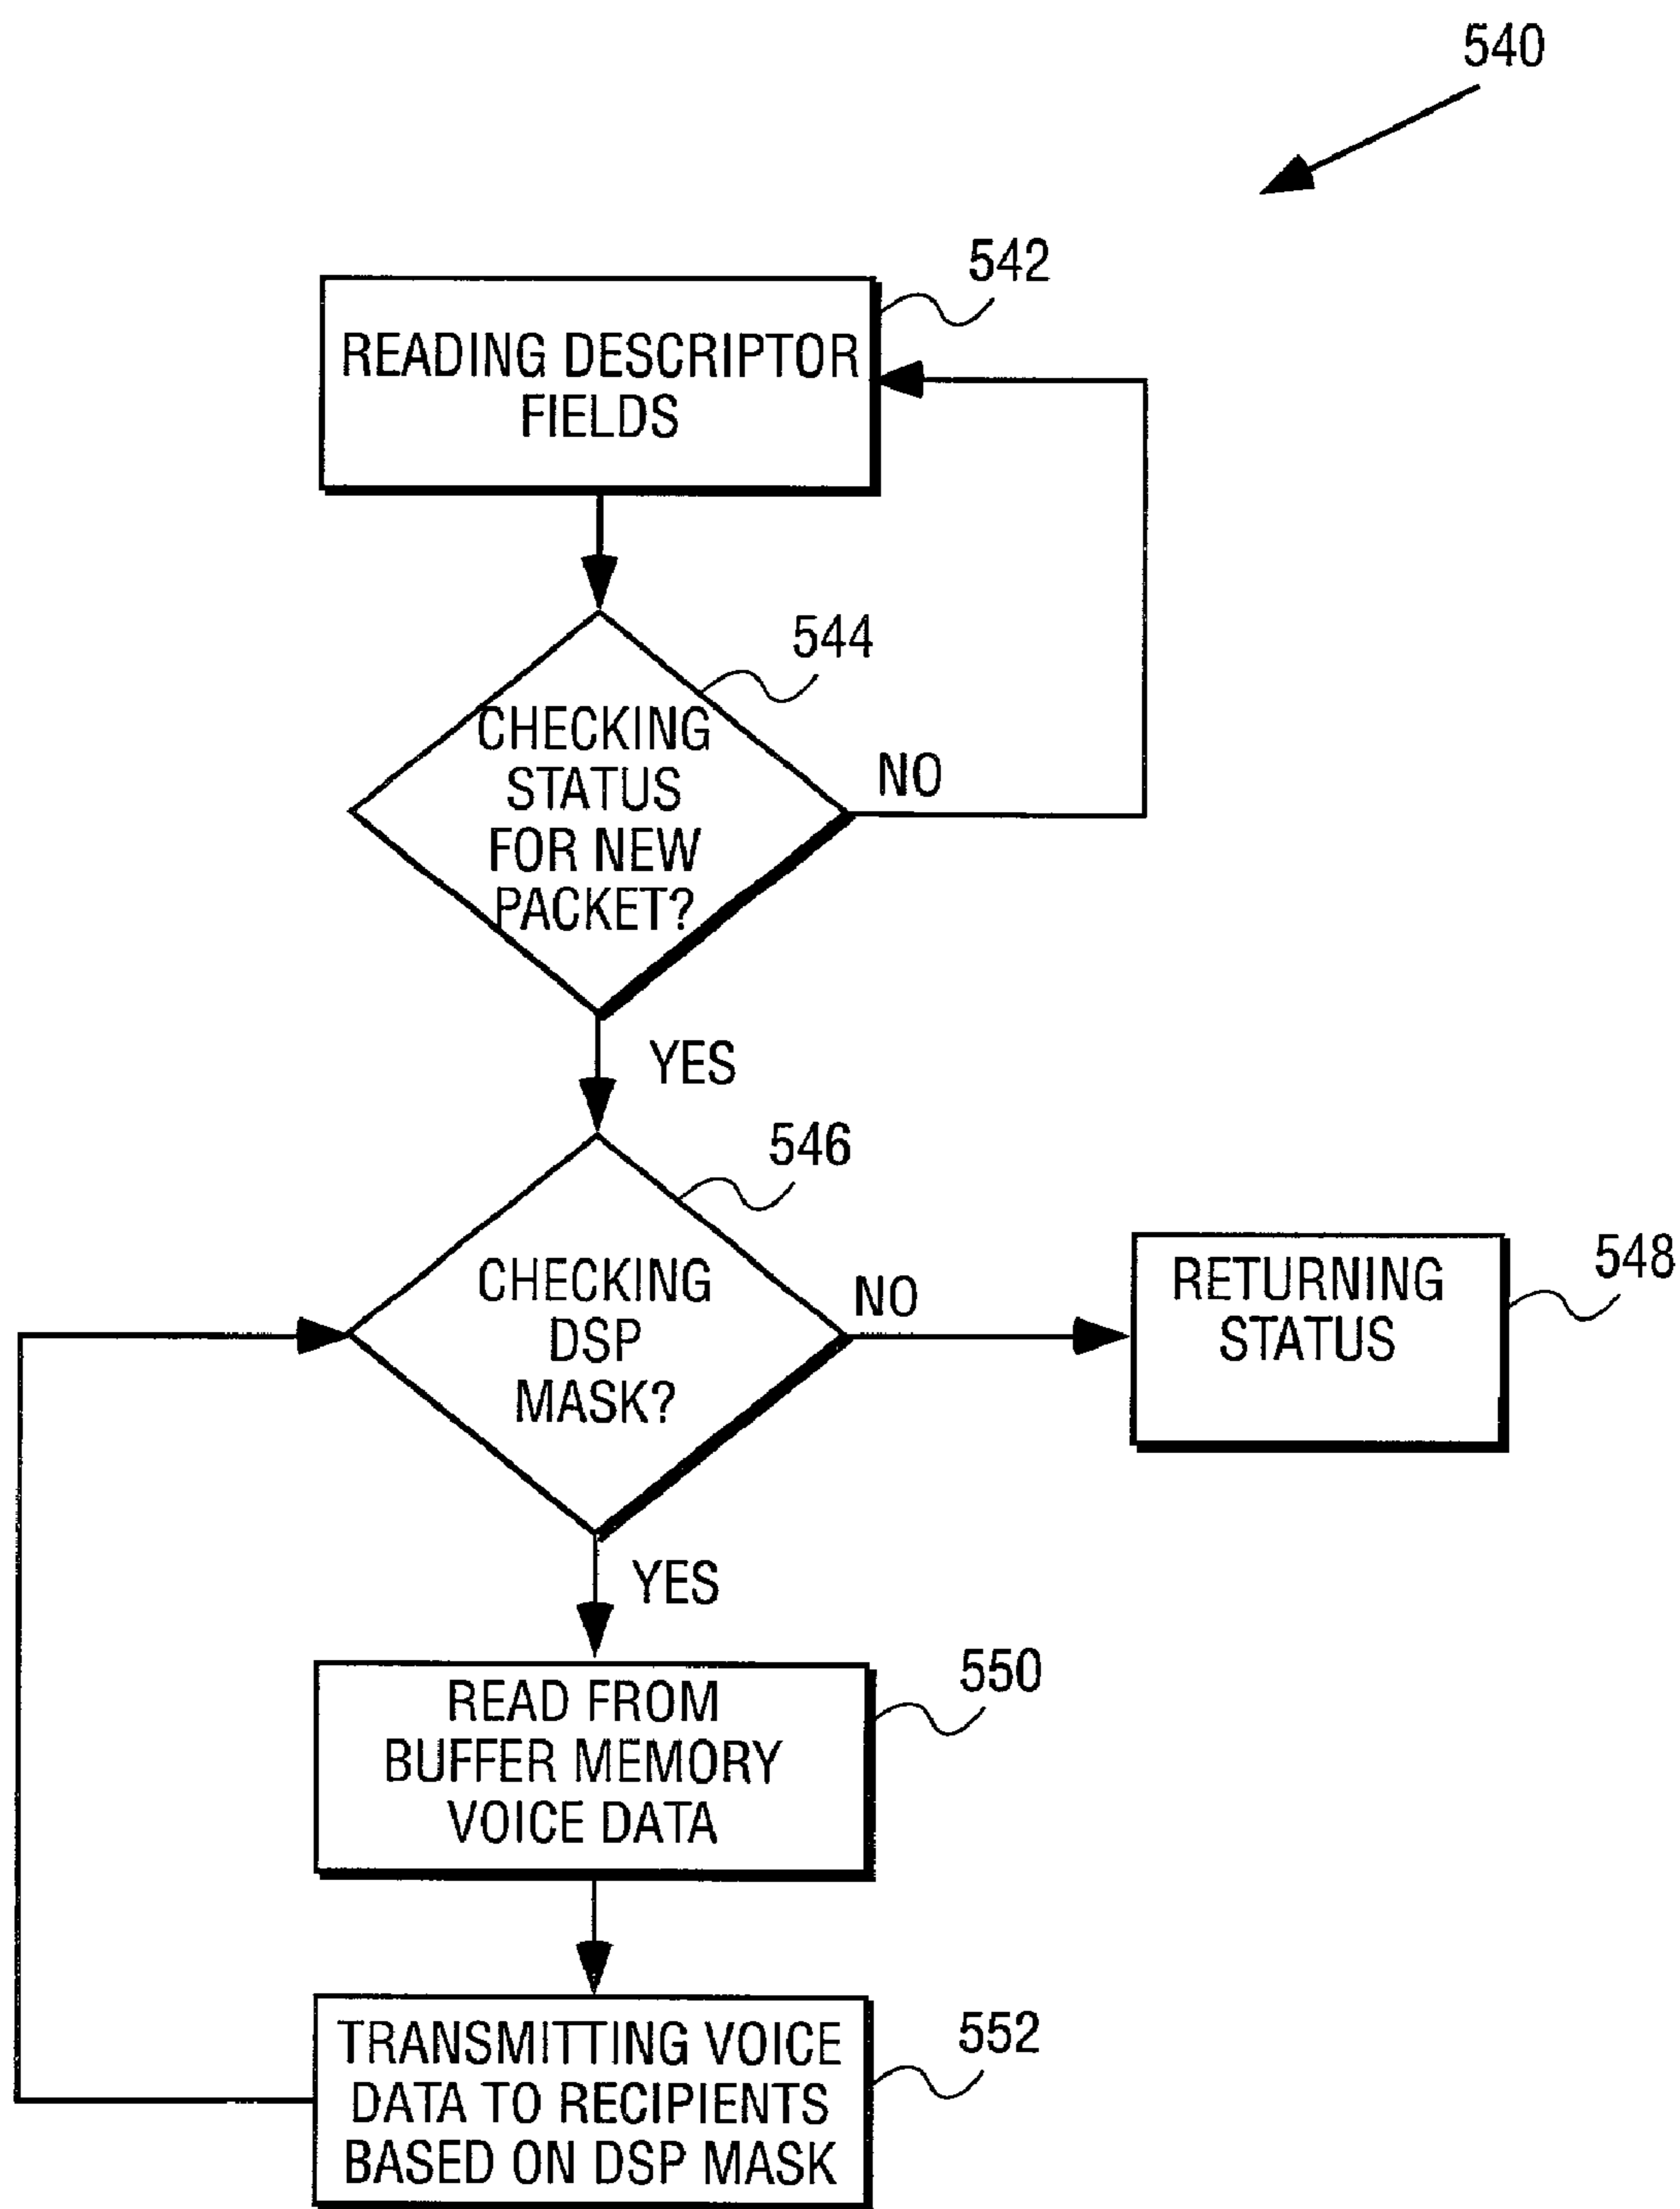 540
542
READING DESCRIPTOR
FIELDS
544
CHECKING
STATUS
FOR NEW
PACKET?
NO
YES
546
CHECKING
DSP
MASK?
NO
RETURNING
STATUS
548
YES
550
READ FROM
BUFFER MEMORY
VOICE DATA
552
TRANSMITTING VOICE
DATA TO RECIPIENTS
BASED ON DSP MASK